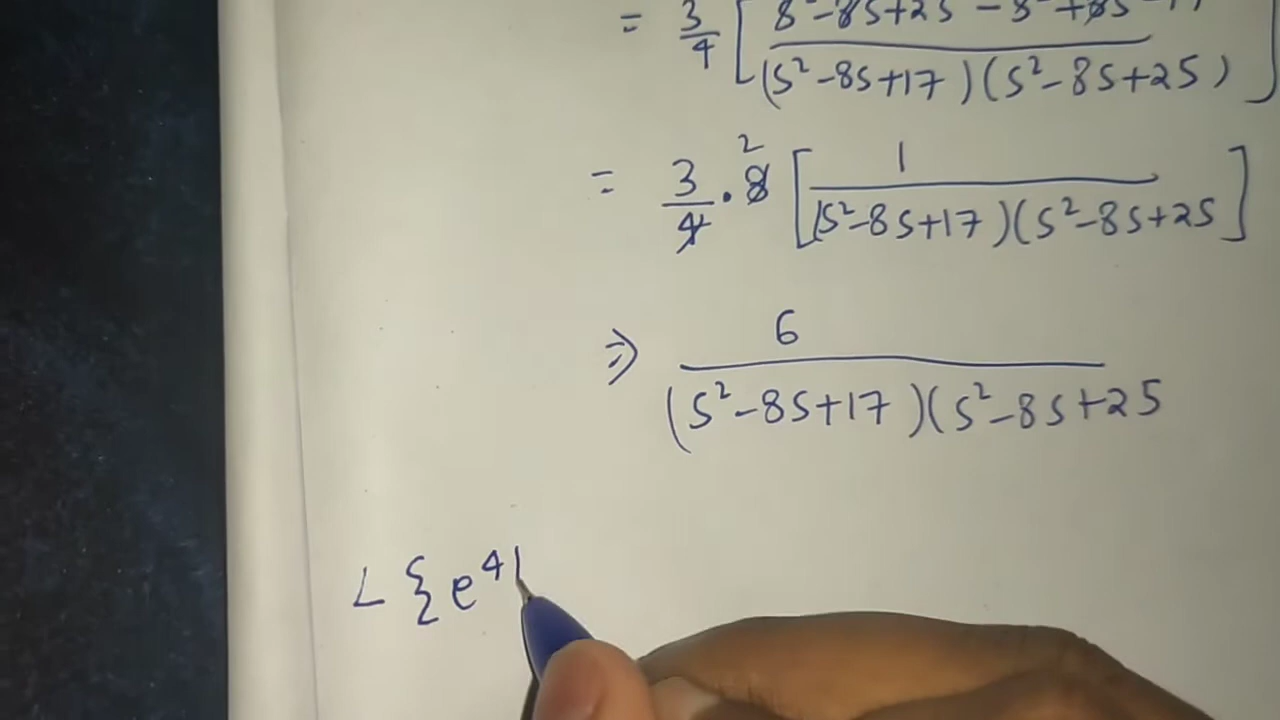 = 3/4 [ / (s²-8s+17)(s²-8s+25) ]
= 3/4 . 8 2 [ 1 / (s²-8s+17)(s²-8s+25 ]
⇒ 6 / (s²-8s+17)(s²-8s+25
L { e⁴